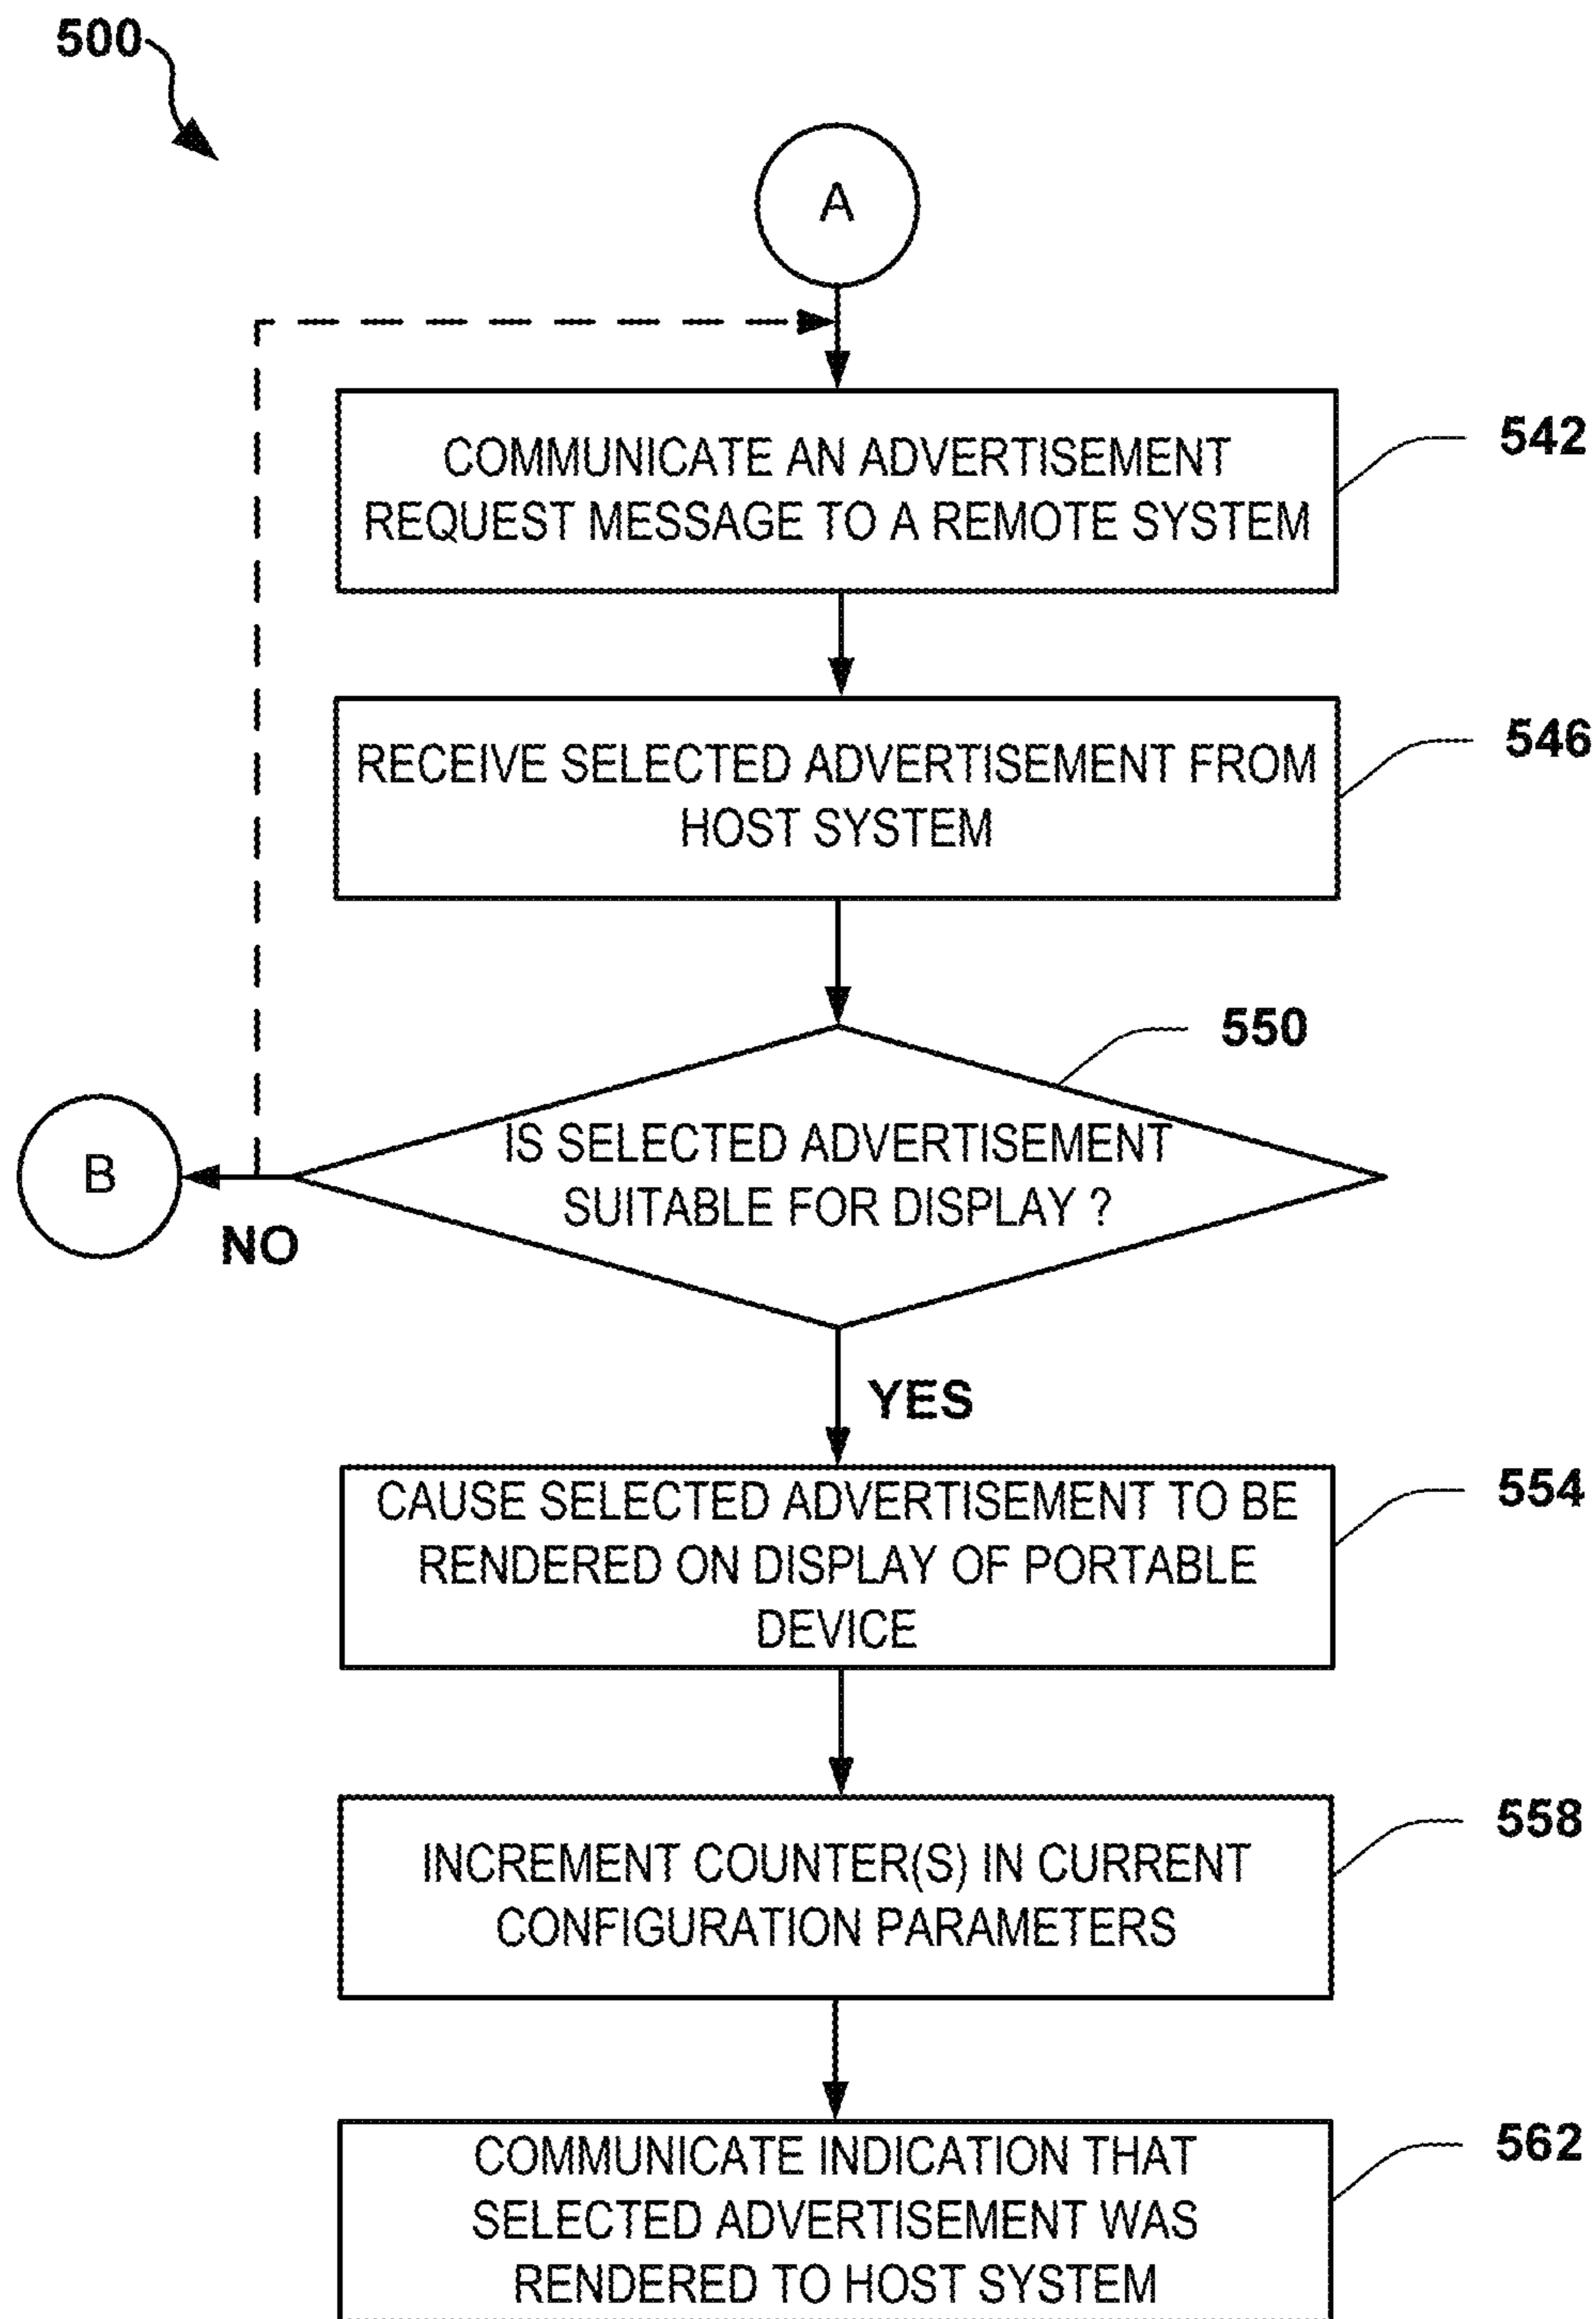 500
A
COMMUNICATE AN ADVERTISEMENT
REQUEST MESSAGE TO A REMOTE SYSTEM
542
RECEIVE SELECTED ADVERTISEMENT FROM
HOST SYSTEM
546
550
IS SELECTED ADVERTISEMENT
SUITABLE FOR DISPLAY ?
B
NO
YES
CAUSE SELECTED ADVERTISEMENT TO BE
RENDERED ON DISPLAY OF PORTABLE
DEVICE
554
INCREMENT COUNTER(S) IN CURRENT
CONFIGURATION PARAMETERS
558
COMMUNICATE INDICATION THAT
SELECTED ADVERTISEMENT WAS
RENDERED TO HOST SYSTEM
562